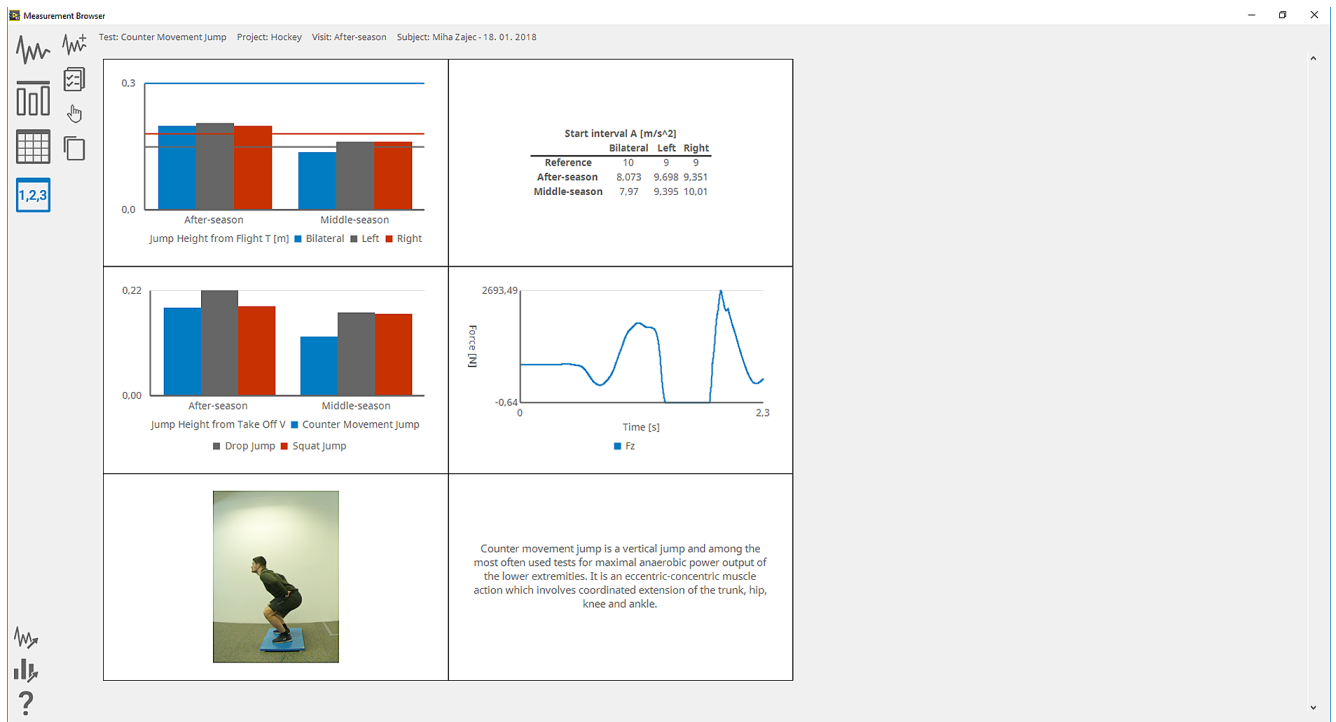 Measurement Browser
Test: Counter Movement Jump Project: Hockey Visit: After-season Subject: Miha Zajec - 18. 01. 2018
1,2,3
?
0,3
0,0
After-season Middle-season
Jump Height from Flight T [m] Bilateral Left Right
Start interval A [m/s^2]
Bilateral Left Right
Reference 10 9 9
After-season 8,073 9,698 9,351
Middle-season 7,97 9,395 10,01
0,22
0,00
After-season Middle-season
Jump Height from Take Off V Counter Movement Jump
Drop Jump Squat Jump
2693,49
Force [N]
-0,64
0 2,3
Time [s]
Fz
Counter movement jump is a vertical jump and among the
most often used tests for maximal anaerobic power output of
the lower extremities. It is an eccentric-concentric muscle
action which involves coordinated extension of the trunk, hip,
knee and ankle.